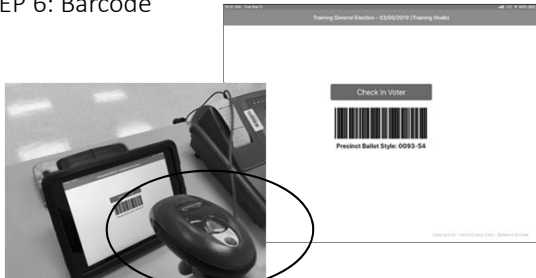 EP 6: Barcode
Training General Election - 03/05/2019 (Training Mode)
Check In Voter
Precinct Ballot Style: 0093-54